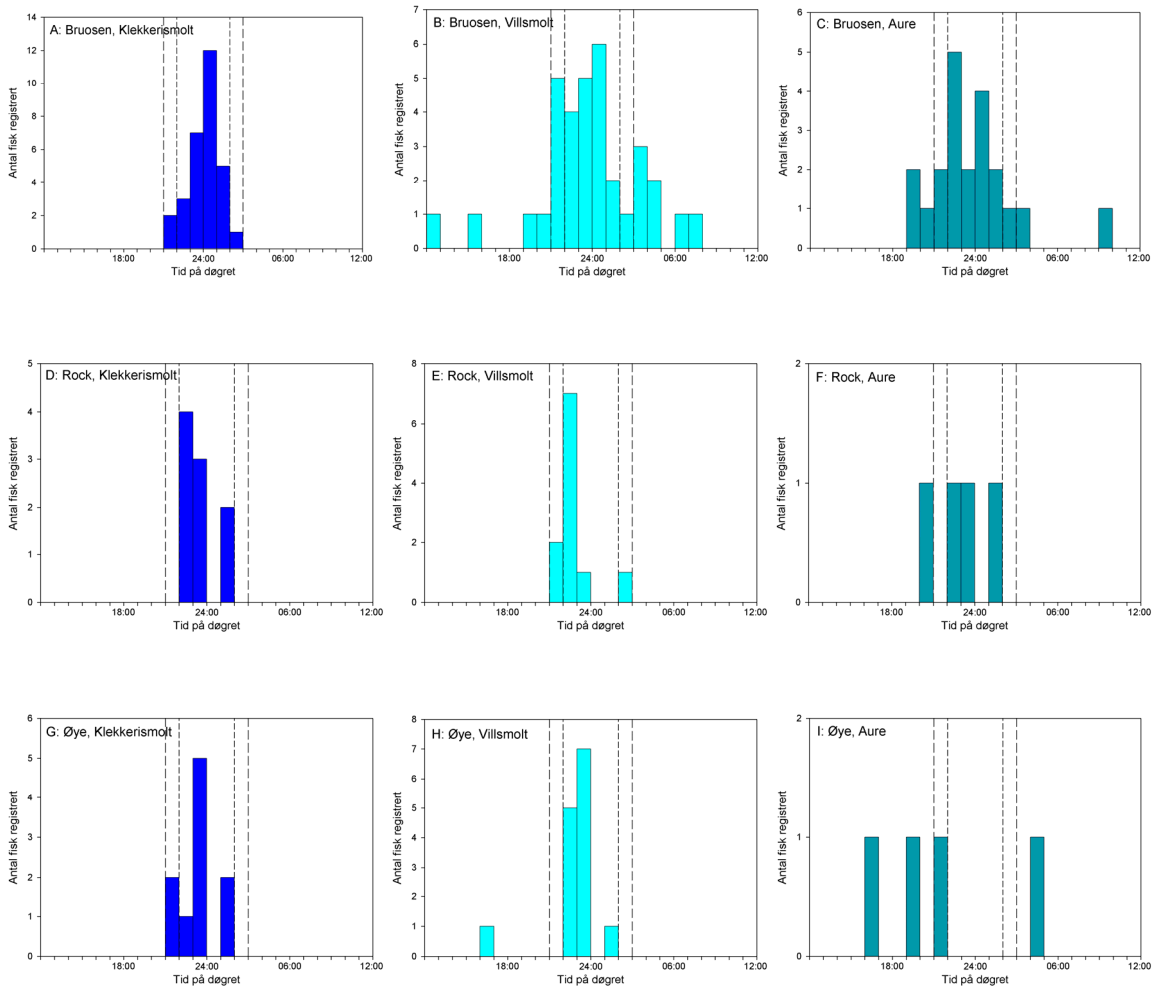 A: Bruosen, Klekkerismolt
Antal fisk registrert
14
12
10
8
6
4
2
0
18:00 24:00 06:00 12:00
Tid på døgret
B: Bruosen, Villsmolt
Antal fisk registrert
7
6
5
4
3
2
1
0
18:00 24:00 06:00 12:00
Tid på døgret
C: Bruosen, Aure
Antal fisk registrert
6
5
4
3
2
1
0
18:00 24:00 06:00 12:00
Tid på døgret
D: Rock, Klekkerismolt
Antal fisk registrert
5
4
3
2
1
0
18:00 24:00 06:00 12:00
Tid på døgret
E: Rock, Villsmolt
Antal fisk registrert
8
6
4
2
0
18:00 24:00 06:00 12:00
Tid på døgret
F: Rock, Aure
Antal fisk registrert
2
1
0
18:00 24:00 06:00 12:00
Tid på døgret
G: Øye, Klekkerismolt
Antal fisk registrert
6
5
4
3
2
1
0
18:00 24:00 06:00 12:00
Tid på døgret
H: Øye, Villsmolt
Antal fisk registrert
8
7
6
5
4
3
2
1
0
18:00 24:00 06:00 12:00
Tid på døgret
I: Øye, Aure
Antal fisk registrert
2
1
0
18:00 24:00 06:00 12:00
Tid på døgret